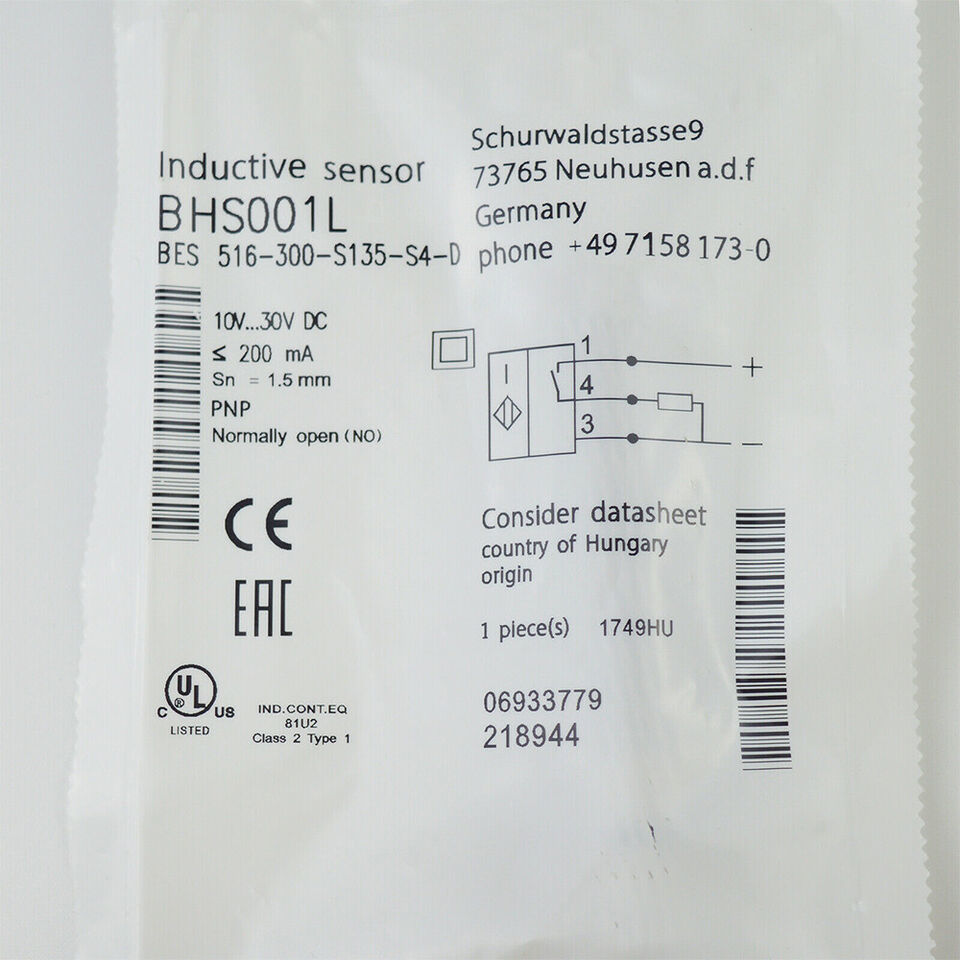 Inductive sensor
BHS001L
BES 516-300-S135-S4-D
Schurwaldstasse9
73765 Neuhusen a.d.f
Germany
phone +49 7158 173-0
10V...30V DC
≤ 200 mA
Sn = 1.5 mm
PNP
Normally open (NO)
1
4
3
+
−
CE
EAC
C UL ® US
LISTED
IND.CONT.EQ
81U2
Class 2 Type 1
Consider datasheet
country of Hungary
origin
1 piece(s) 1749HU
06933779
218944